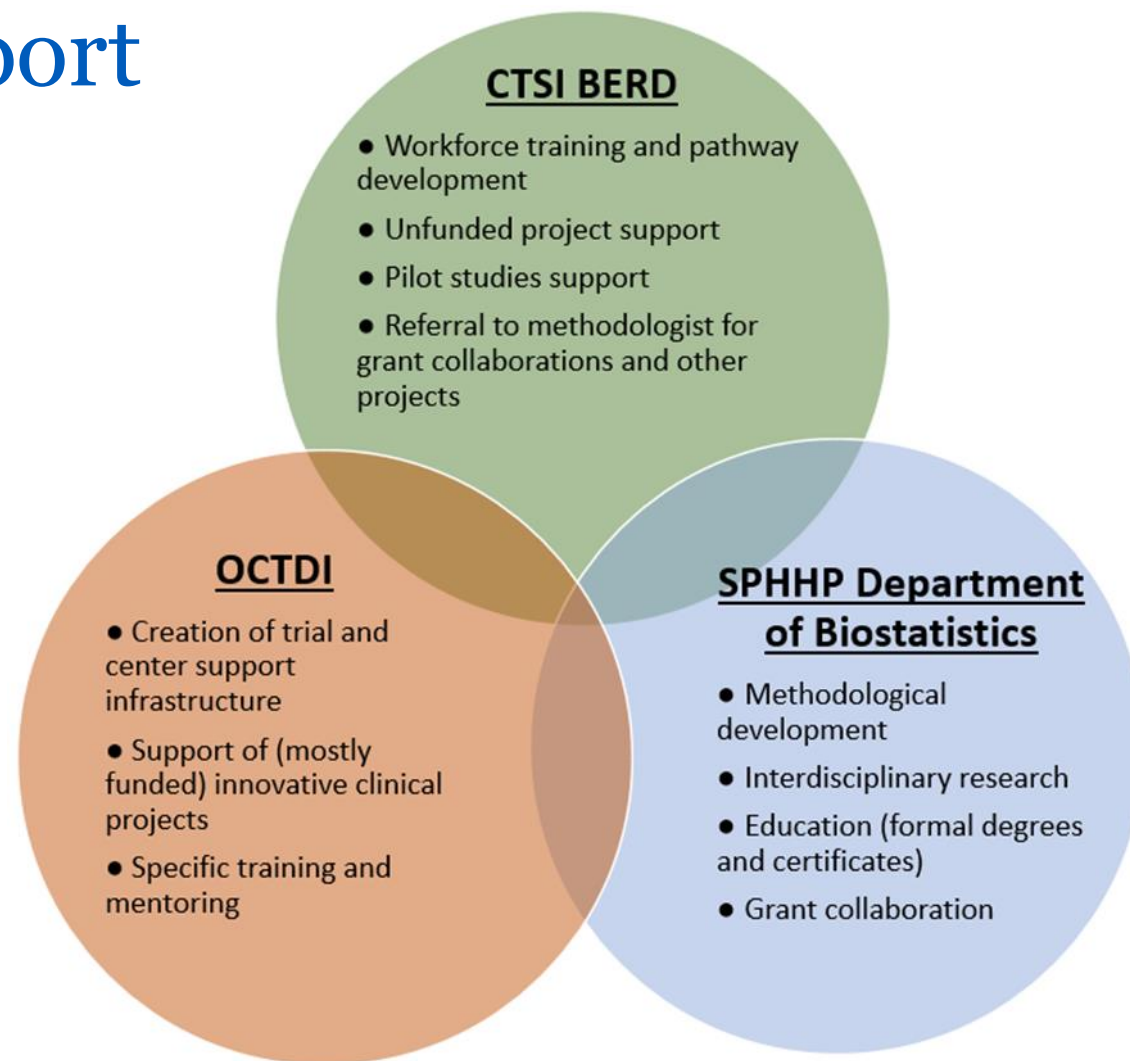 port
CTSI BERD
● Workforce training and pathway
development
● Unfunded project support
● Pilot studies support
● Referral to methodologist for
grant collaborations and other
projects
OCTDI
● Creation of trial and
center support
infrastructure
● Support of (mostly
funded) innovative clinical
projects
● Specific training and
mentoring
SPHHP Department
of Biostatistics
● Methodological
development
● Interdisciplinary research
● Education (formal degrees
and certificates)
● Grant collaboration